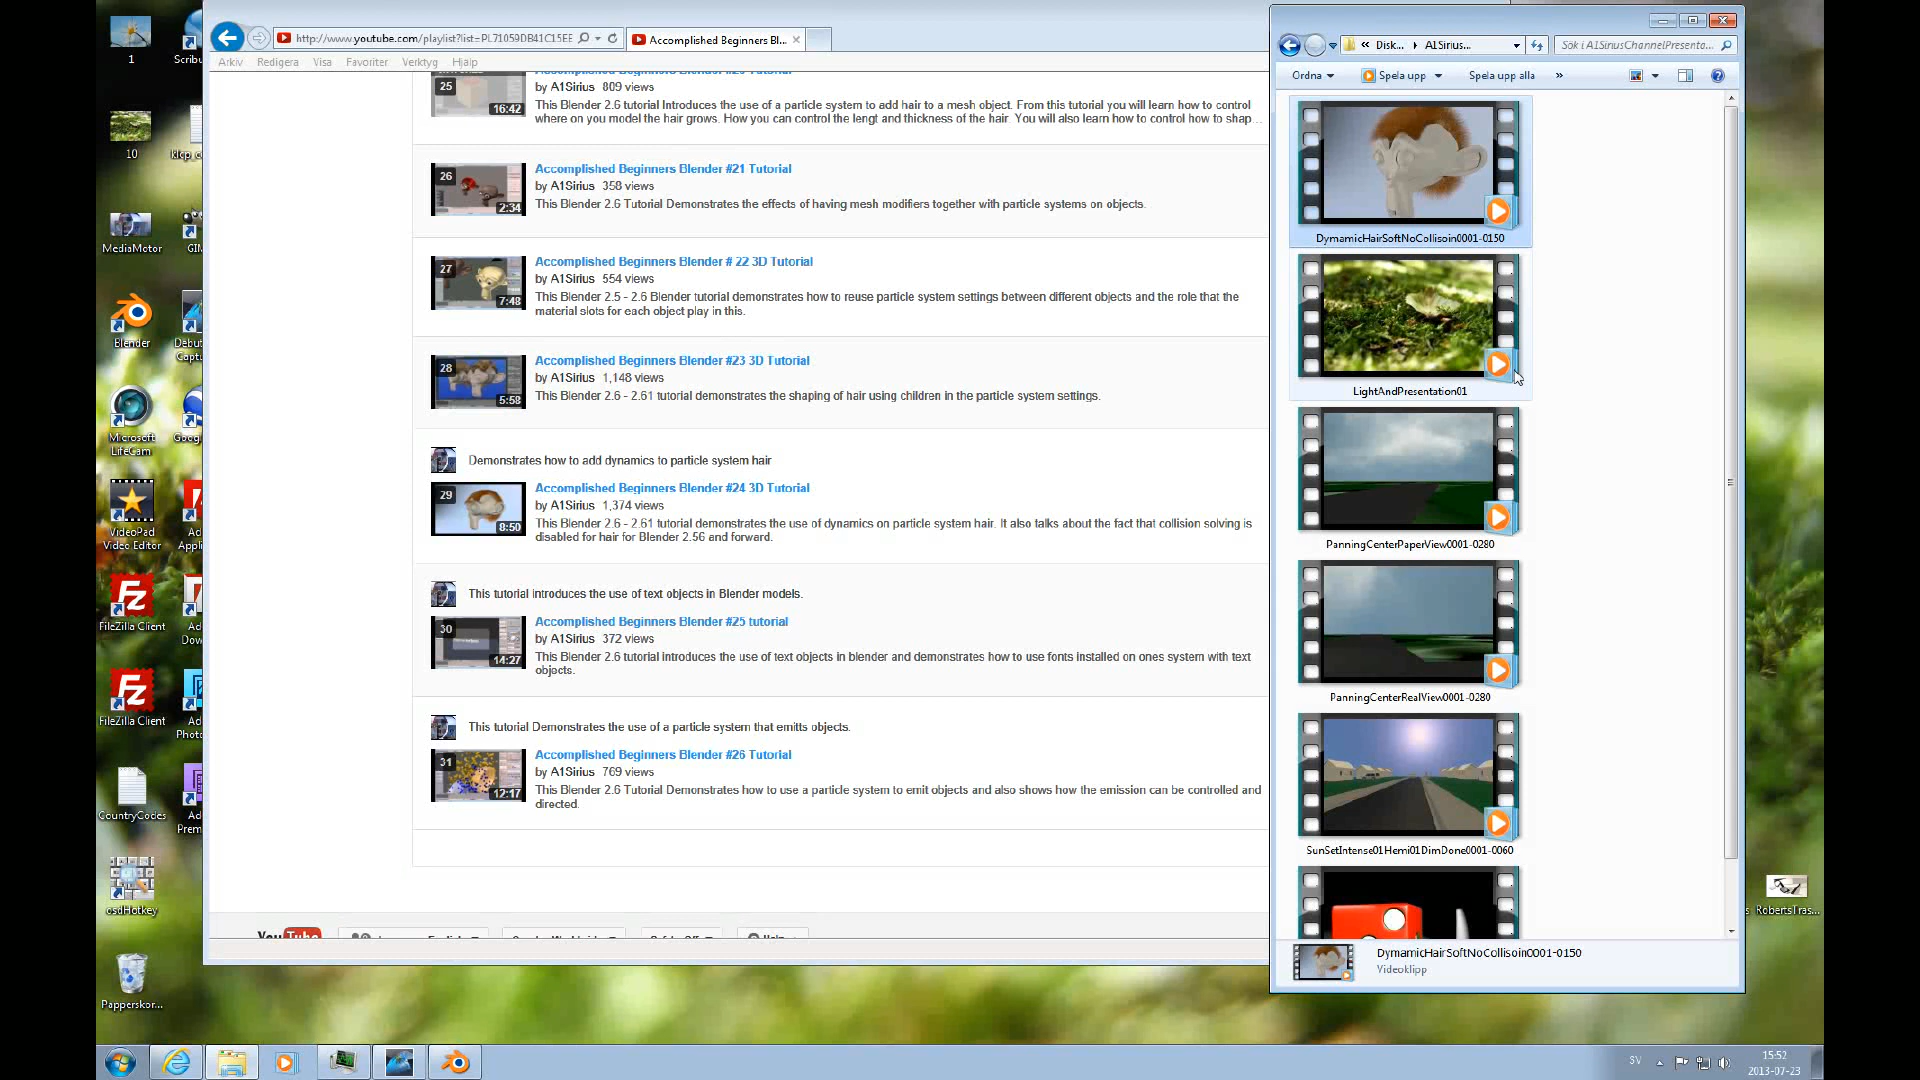 1
Scribu
10
klcp_c
MediaMotor
GIM
Blender
Debut
Captu
Microsoft
LifeCam
Goog
VideoPad
Video Editor
Ad
Appli
FileZilla Client
Ad
Dow
FileZilla Client
Ad
Photo
CountryCodes
Ad
Prem
osdHotkey
Papperskor...
http://www.youtube.com/playlist?list=PL71059DB41C15EE
Accomplished Beginners Bl...
Arkiv Redigera Visa Favoriter Verktyg Hjälp
25
16:42
by A1Sirius 809 views
This Blender 2.6 tutorial Introduces the use of a particle system to add hair to a mesh object. From this tutorial you will learn how to control
where on you model the hair grows. How you can control the lengt and thickness of the hair. You will also learn how to control how to shap...
26
2:34
Accomplished Beginners Blender #21 Tutorial
by A1Sirius 358 views
This Blender 2.6 Tutorial Demonstrates the effects of having mesh modifiers together with particle systems on objects.
27
7:48
Accomplished Beginners Blender # 22 3D Tutorial
by A1Sirius 554 views
This Blender 2.5 - 2.6 Blender tutorial demonstrates how to reuse particle system settings between different objects and the role that the
material slots for each object play in this.
28
5:58
Accomplished Beginners Blender #23 3D Tutorial
by A1Sirius 1,148 views
This Blender 2.6 - 2.61 tutorial demonstrates the shaping of hair using children in the particle system settings.
Demonstrates how to add dynamics to particle system hair
29
8:50
Accomplished Beginners Blender #24 3D Tutorial
by A1Sirius 1,374 views
This Blender 2.6 - 2.61 tutorial demonstrates the use of dynamics on particle system hair. It also talks about the fact that collision solving is
disabled for hair for Blender 2.56 and forward.
This tutorial introduces the use of text objects in Blender models.
30
14:27
Accomplished Beginners Blender #25 tutorial
by A1Sirius 372 views
This Blender 2.6 tutorial introduces the use of text objects in blender and demonstrates how to use fonts installed on ones system with text
objects.
This tutorial Demonstrates the use of a particle system that emitts objects.
31
12:17
Accomplished Beginners Blender #26 Tutorial
by A1Sirius 769 views
This Blender 2.6 Tutorial Demonstrates how to use a particle system to emit objects and also shows how the emission can be controlled and
directed.
YouTube
« Disk... A1Sirius...
Sök i A1SiriusChannelPresenta...
Ordna Spela upp Spela upp alla »
DymamicHairSoftNoCollisoin0001-0150
LightAndPresentation01
PanningCenterPaperView0001-0280
PanningCenterRealView0001-0280
SunSetIntense01Hemi01DimDone0001-0060
DymamicHairSoftNoCollisoin0001-0150
Videoklipp
s RobertsTras...
SV
15:52
2013-07-23